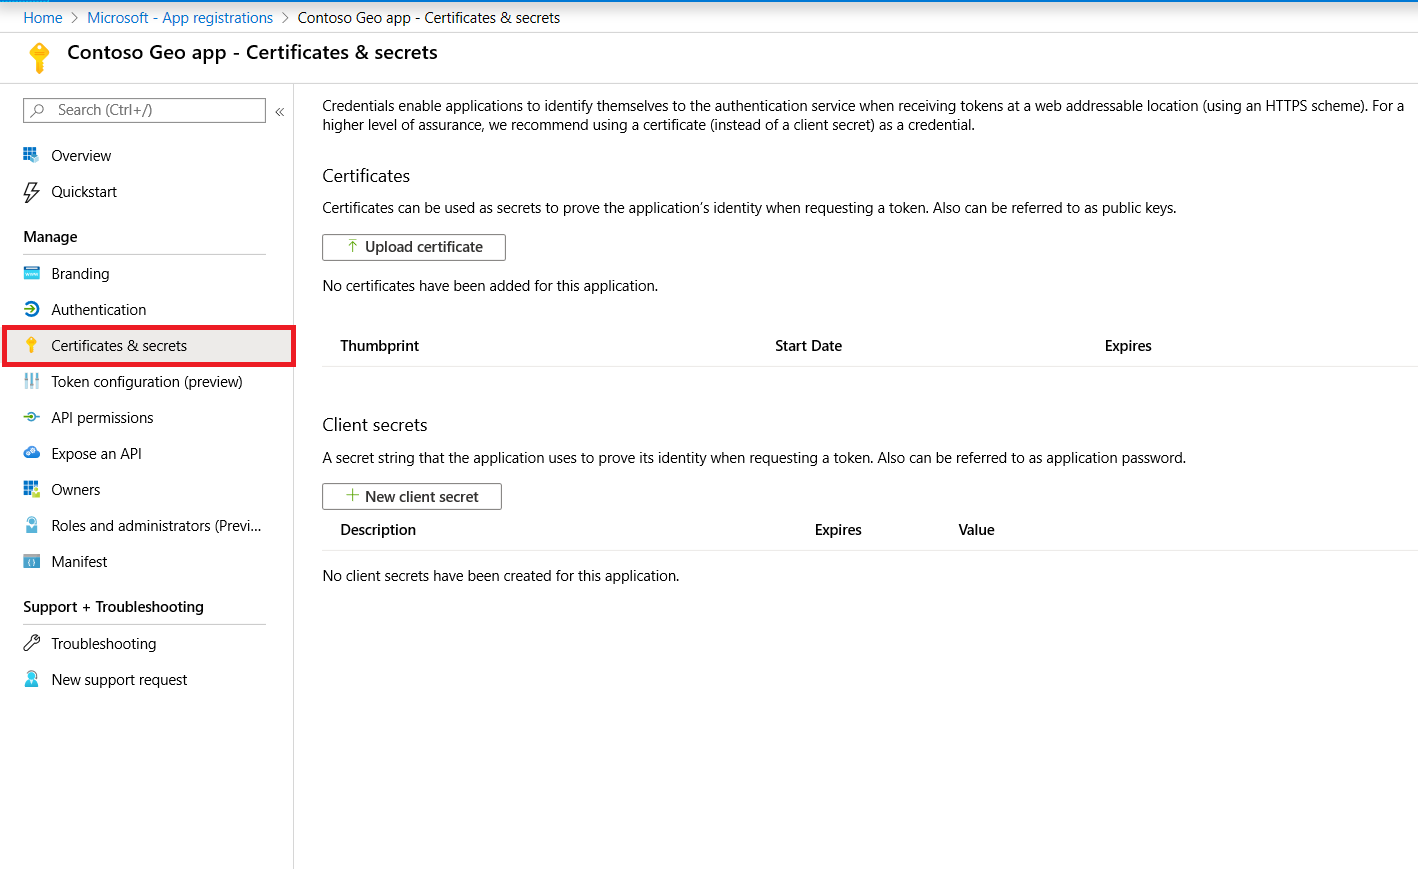 Home > Microsoft - App registrations > Contoso Geo app - Certificates & secrets
Contoso Geo app - Certificates & secrets
Search (Ctrl+/)
«
Overview
Quickstart
Manage
Branding
Authentication
Certificates & secrets
Token configuration (preview)
API permissions
Expose an API
Owners
Roles and administrators (Previ...
Manifest
Support + Troubleshooting
Troubleshooting
New support request
Credentials enable applications to identify themselves to the authentication service when receiving tokens at a web addressable location (using an HTTPS scheme). For a
higher level of assurance, we recommend using a certificate (instead of a client secret) as a credential.
Certificates
Certificates can be used as secrets to prove the application’s identity when requesting a token. Also can be referred to as public keys.
Upload certificate
No certificates have been added for this application.
Thumbprint Start Date Expires
Client secrets
A secret string that the application uses to prove its identity when requesting a token. Also can be referred to as application password.
New client secret
Description Expires Value
No client secrets have been created for this application.